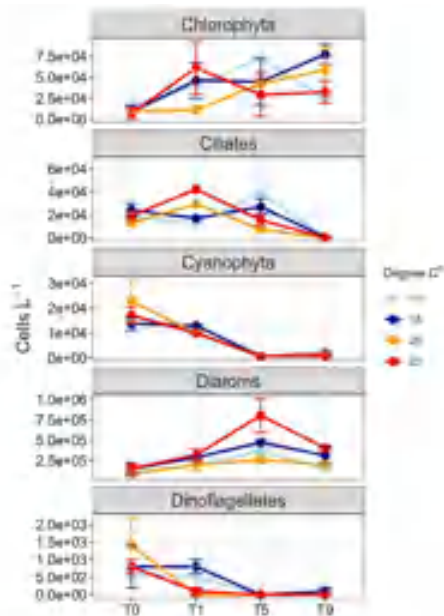 Chlorophyta
7.5e+04
5.0e+04
2.5e+04
0.0e+00
Ciliates
6e+04
4e+04
2e+04
0e+00
Cyanophyta
3e+04
2e+04
1e+04
0e+00
Diatoms
1.0e+06
7.5e+05
5.0e+05
2.5e+05
Dinoflagellates
2.0e+03
1.5e+03
1.0e+03
5.0e+02
0.0e+00
T0 T1 T5 T9
Cells L⁻¹
Degree